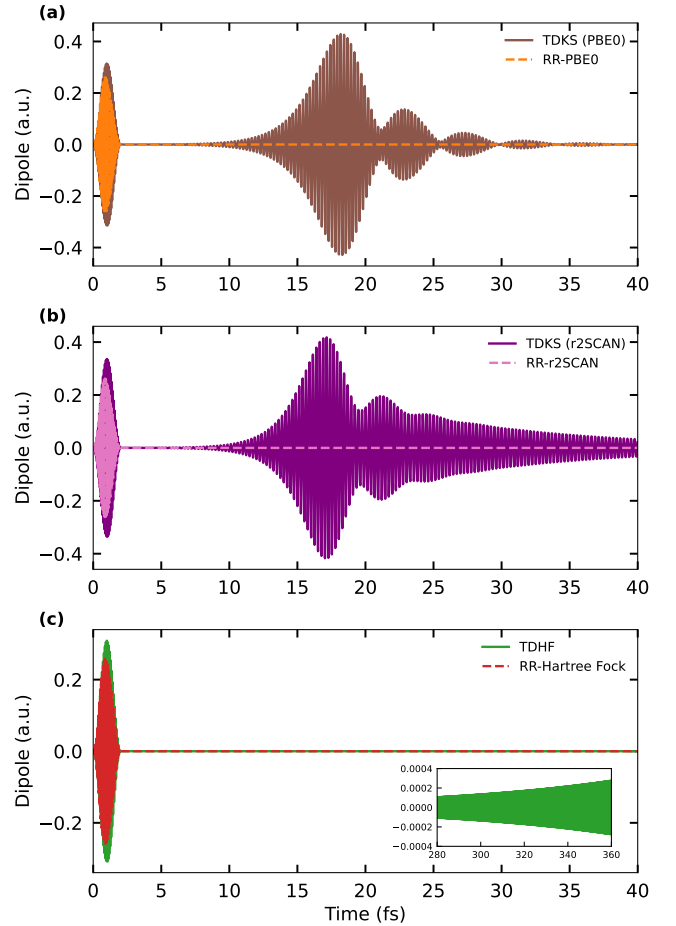 (a)
0.4
0.2
0.0
−0.2
−0.4
Dipole (a.u.)
TDKS (PBE0)
RR-PBE0
0 5 10 15 20 25 30 35 40
(b)
0.4
0.2
0.0
−0.2
−0.4
Dipole (a.u.)
TDKS (r2SCAN)
RR-r2SCAN
0 5 10 15 20 25 30 35 40
(c)
0.2
0.0
−0.2
Dipole (a.u.)
TDHF
RR-Hartree Fock
0.0004
0.0002
0.0000
−0.0002
−0.0004
280 300 320 340 360
0 5 10 15 20 25 30 35 40
Time (fs)